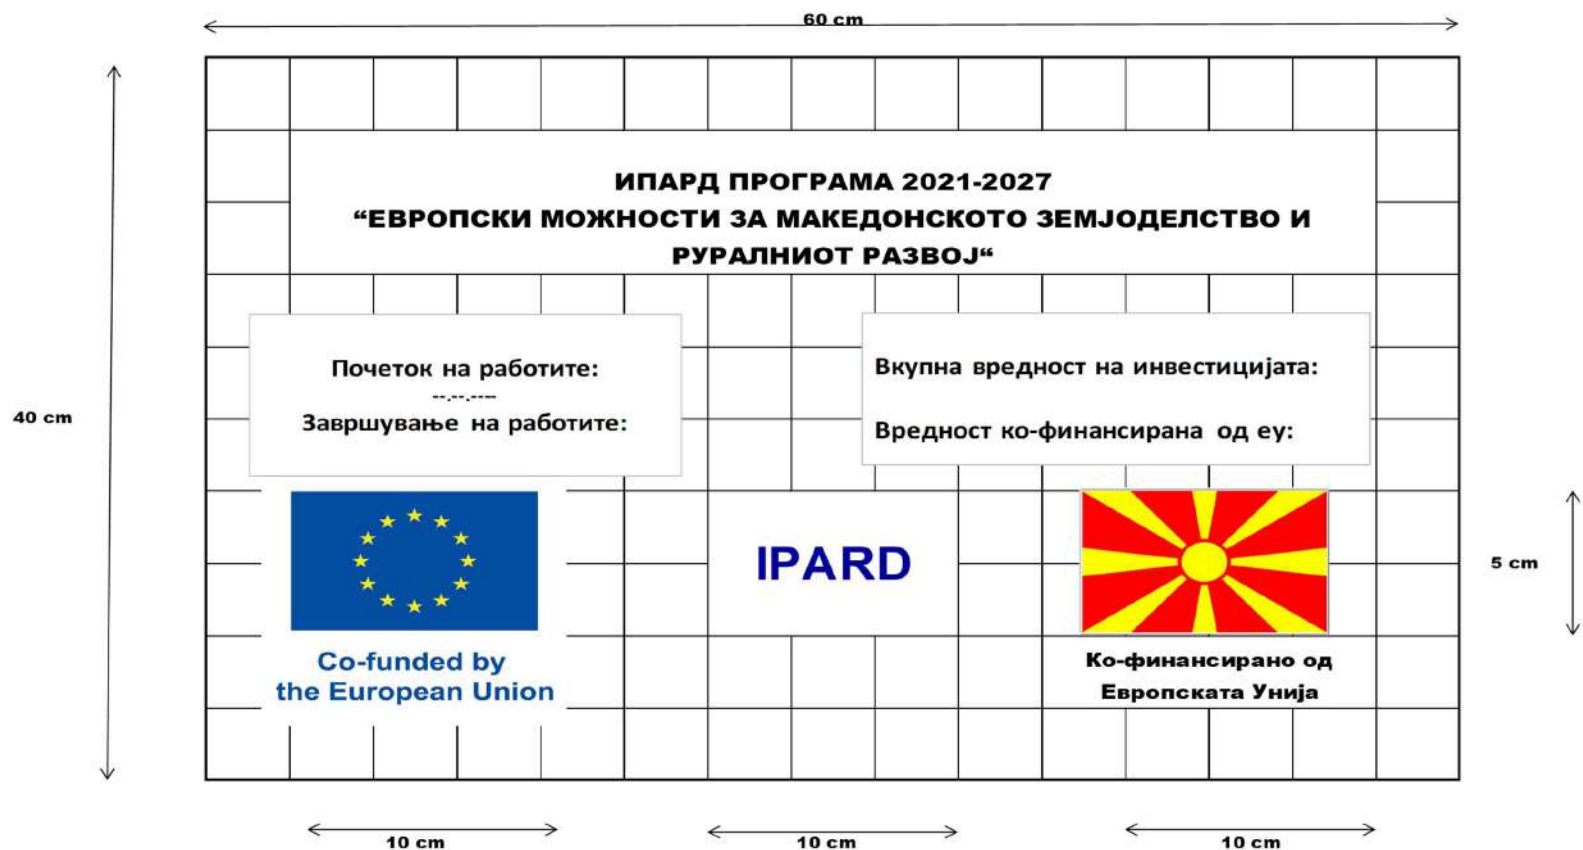 60 cm
ИПАРД ПРОГРАМА 2021-2027
“ЕВРОПСКИ МОЖНОСТИ ЗА МАКЕДОНСКОТО ЗЕМЈОДЕЛСТВО И
РУРАЛНИОТ РАЗВОЈ“
Почеток на работите:
--.--.----
Завршување на работите:
Вкупна вредност на инвестицијата:
Вредност ко-финансирана од еу:
40 cm
IPARD
5 cm
Co-funded by
the European Union
Ко-финансирано од
Европската Унија
10 cm
10 cm
10 cm